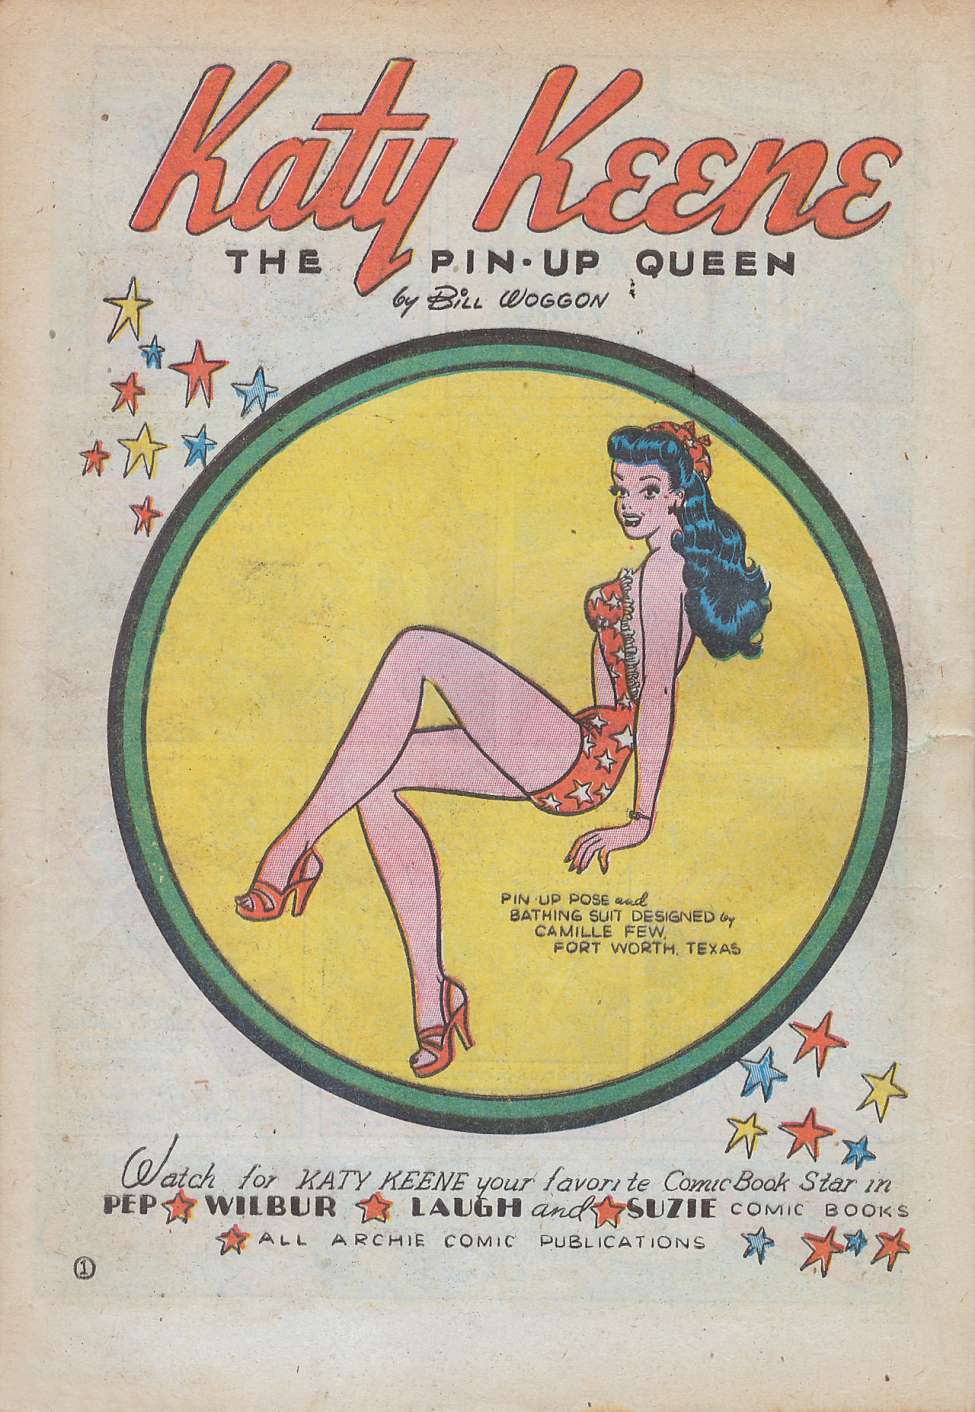 Katy Keene
THE PIN-UP QUEEN
by Bill Woggon
PIN-UP POSE and
BATHING SUIT DESIGNED by
CAMILLE FEW,
FORT WORTH, TEXAS
Watch for KATY KEENE your favorite Comic Book Star in
PEP WILBUR LAUGH and SUZIE COMIC BOOKS
ALL ARCHIE COMIC PUBLICATIONS
1